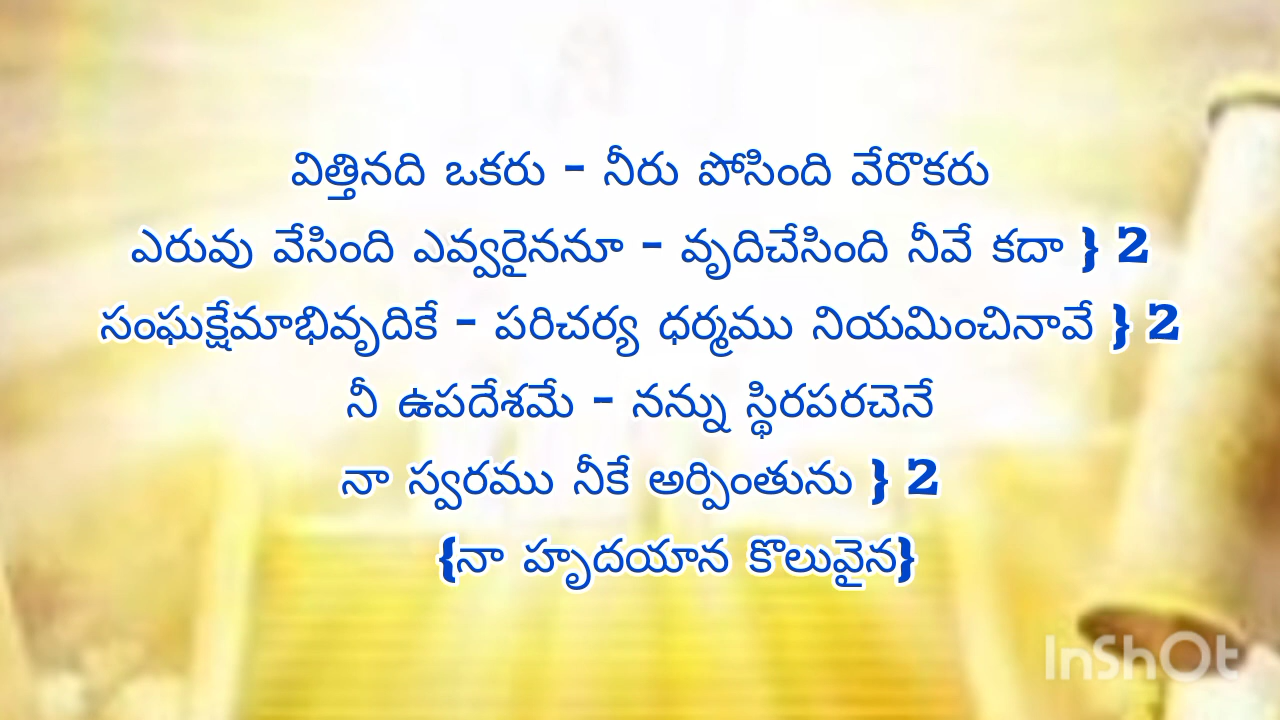 విత్తినది ఒకరు - నీరు పోసింది వేరొకరు
ఎరువు వేసింది ఎవ్వరైననూ - వృదిచేసింది నీవే కదా } 2
సంఘక్షేమాభివృదికే - పరిచర్య ధర్మము నియమించినావే } 2
నీ ఉపదేశమే - నన్ను స్థిరపరచెనే
నా స్వరము నీకే అర్పింతును } 2
{నా హృదయాన కొలువైన}
InShOt